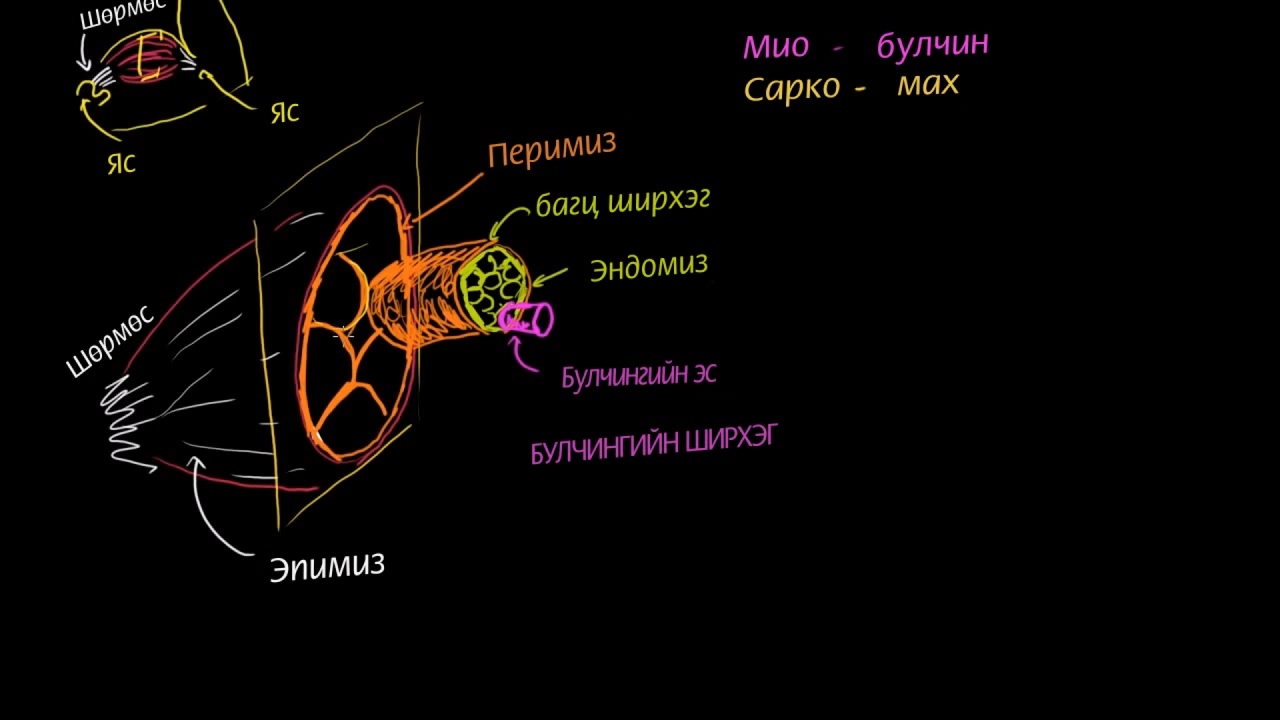 Шөрмөс
Яс
Яс
Мио - булчин
Сарко - мах
Перимиз
багц ширхэг
Эндомиз
Шөрмөс
Булчингийн эс
БУЛЧИНГИЙН ШИРХЭГ
Эпимиз